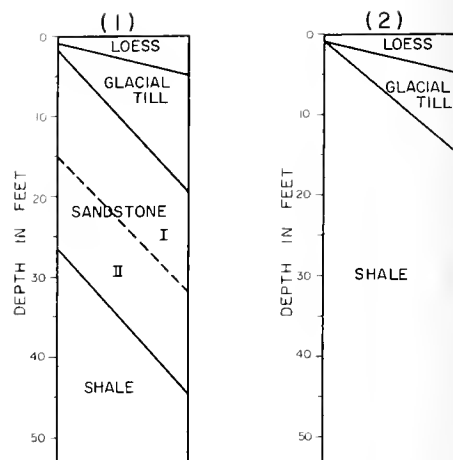 (1)
0
LOESS
GLACIAL
TILL
10
20
SANDSTONE
I
II
30
40
SHALE
50
DEPTH IN FEET
(2)
0
LOESS
GLACIAL
TILL
10
20
30
SHALE
40
50
DEPTH IN FEET